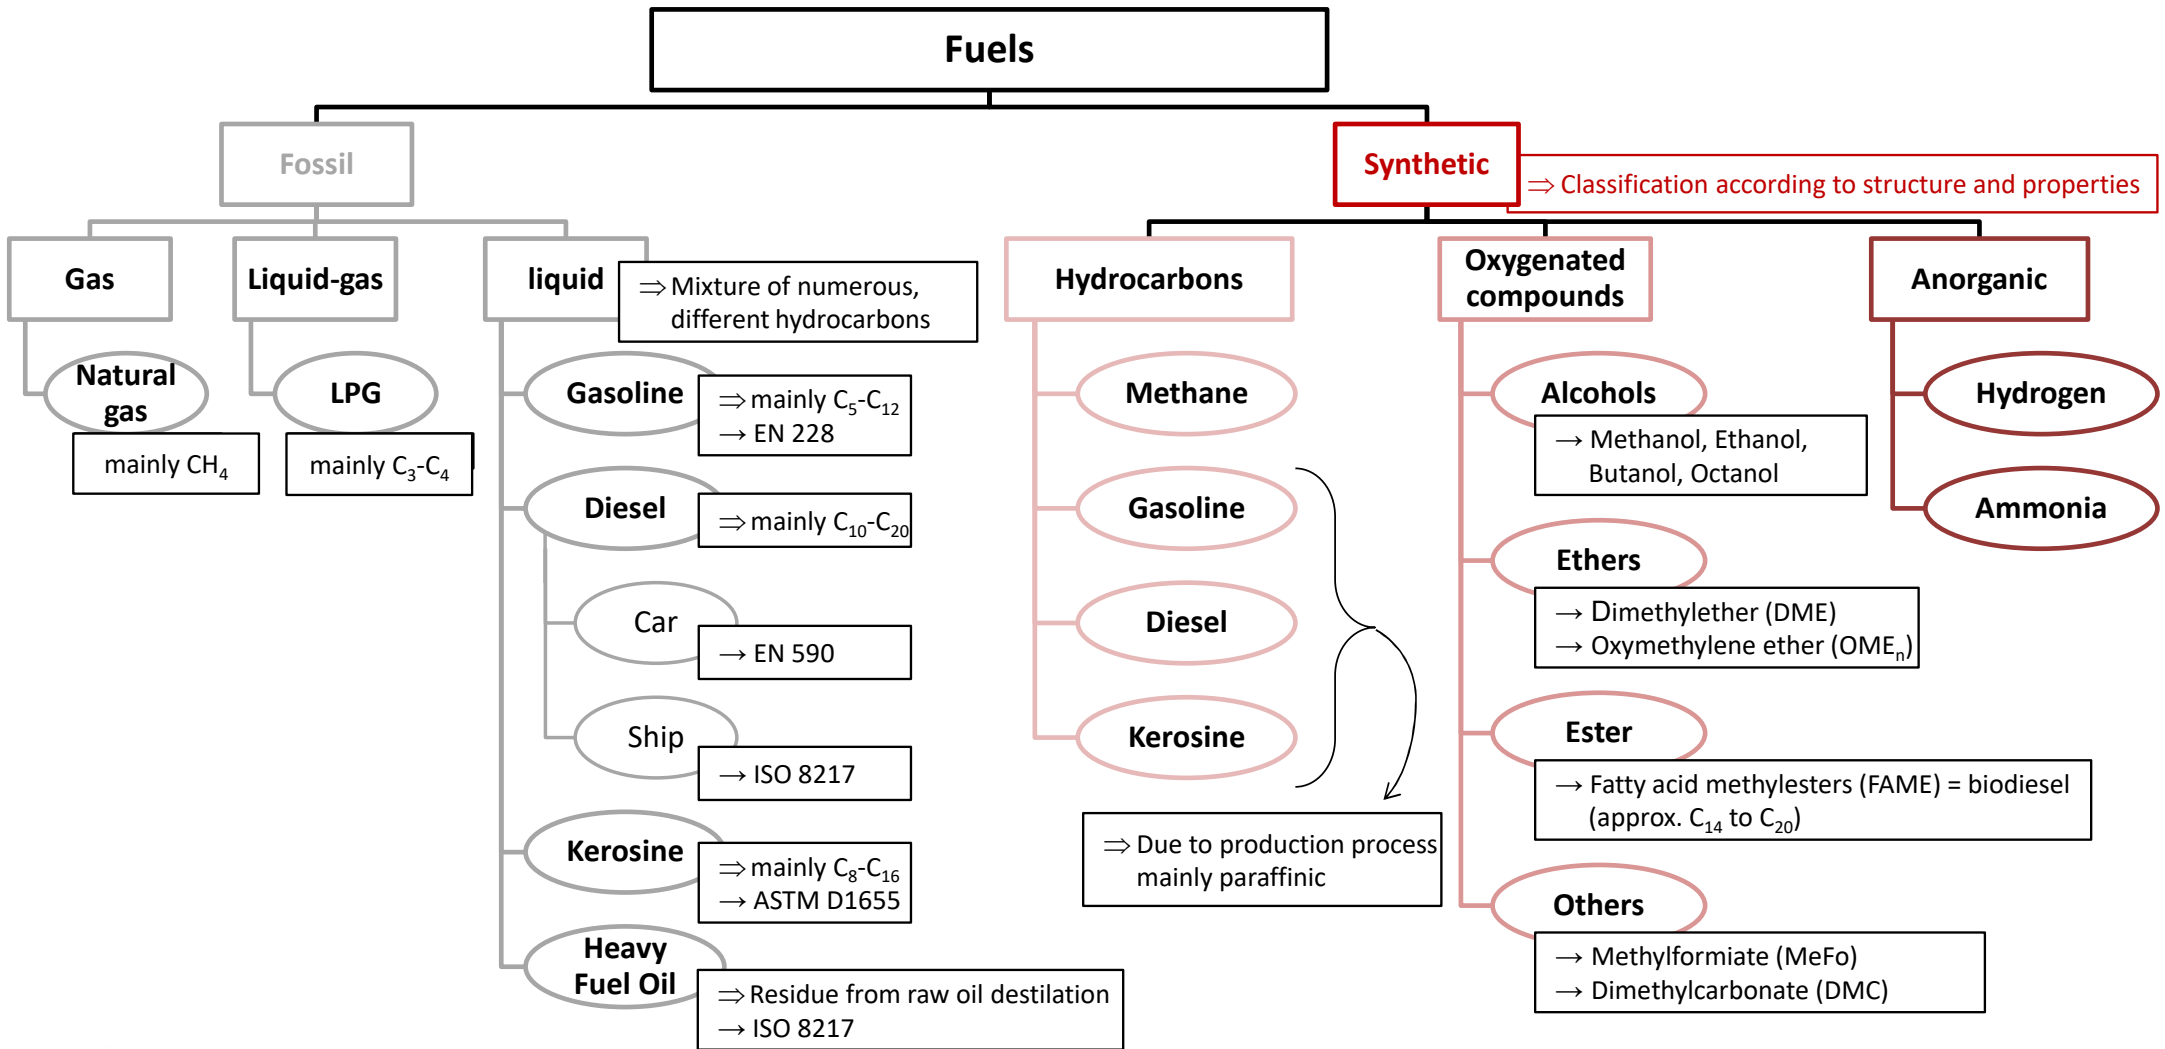 Fuels
Fossil
Synthetic
⇒ Classification according to structure and properties
Gas
Liquid-gas
liquid
⇒ Mixture of numerous,
different hydrocarbons
Hydrocarbons
Oxygenated
compounds
Anorganic
Natural
gas
mainly CH₄
LPG
mainly C₃-C₄
Gasoline
⇒ mainly C₅-C₁₂
→ EN 228
Diesel
⇒ mainly C₁₀-C₂₀
Car
→ EN 590
Ship
→ ISO 8217
Kerosine
⇒ mainly C₈-C₁₆
→ ASTM D1655
Heavy
Fuel Oil
⇒ Residue from raw oil destilation
→ ISO 8217
Methane
Gasoline
Diesel
Kerosine
⇒ Due to production process
mainly paraffinic
Alcohols
→ Methanol, Ethanol,
Butanol, Octanol
Ethers
→ Dimethylether (DME)
→ Oxymethylene ether (OMEₙ)
Ester
→ Fatty acid methylesters (FAME) = biodiesel
(approx. C₁₄ to C₂₀)
Others
→ Methylformiate (MeFo)
→ Dimethylcarbonate (DMC)
Hydrogen
Ammonia